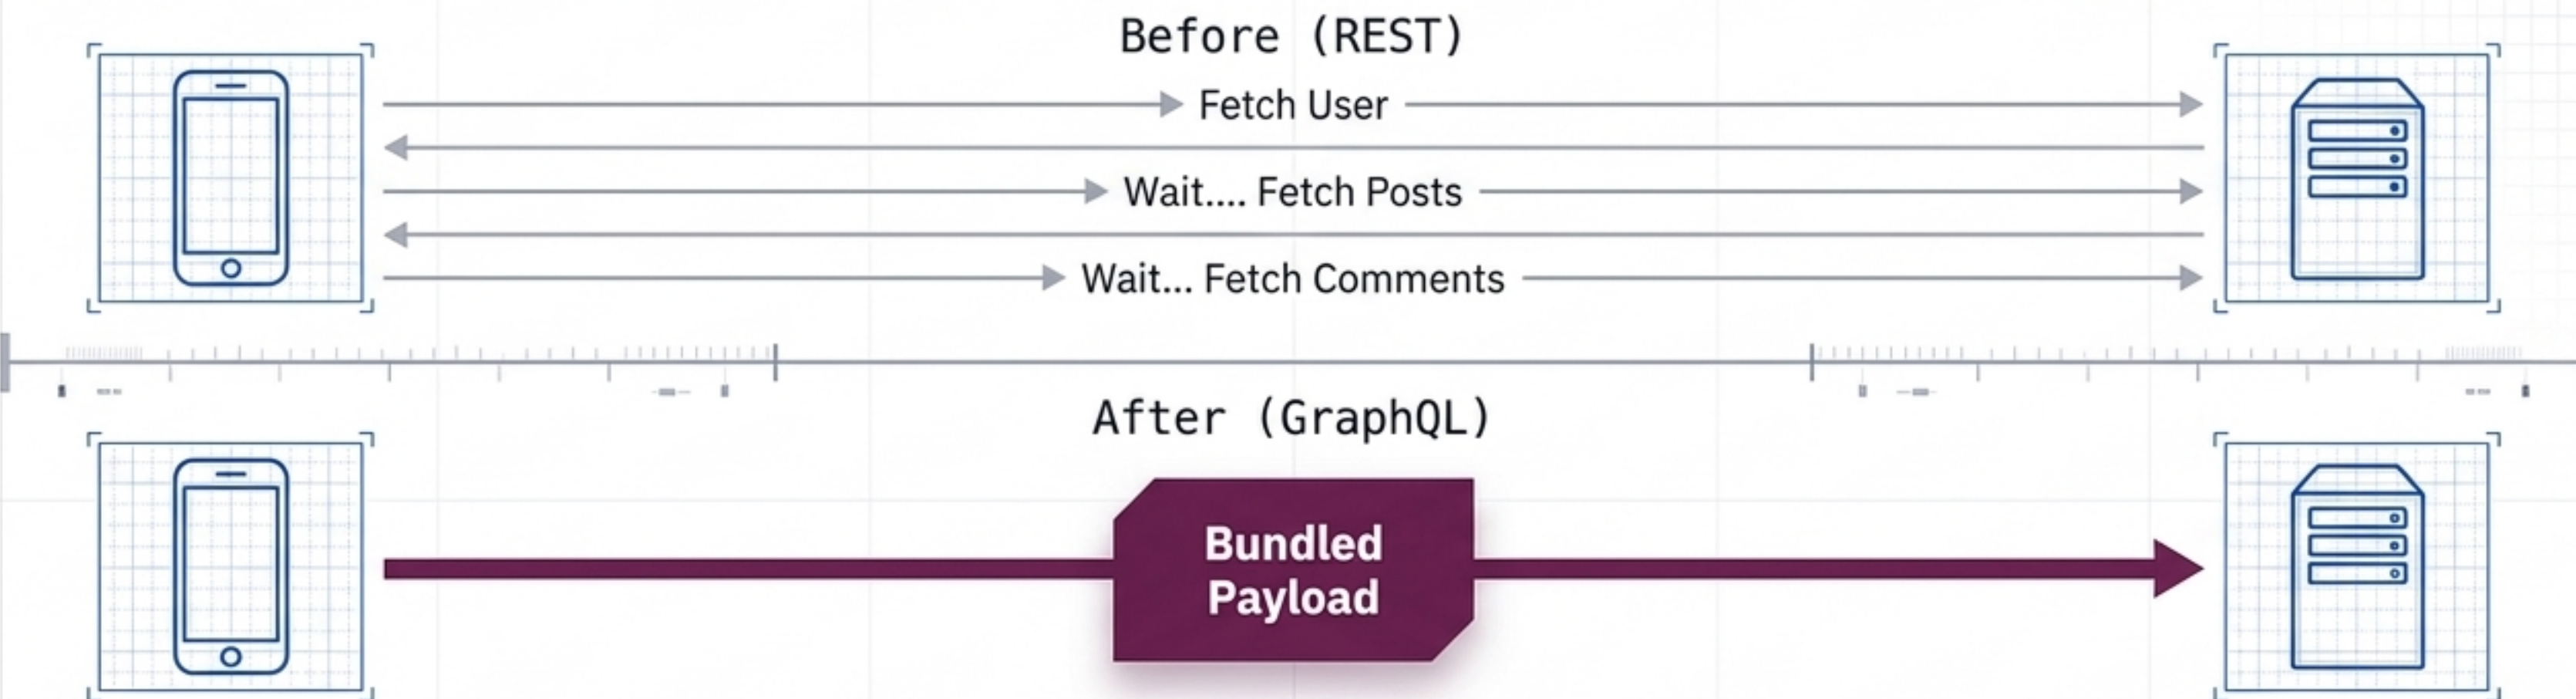 Before (REST)
Fetch User
Wait.... Fetch Posts
Wait... Fetch Comments
After (GraphQL)
Bundled
Payload